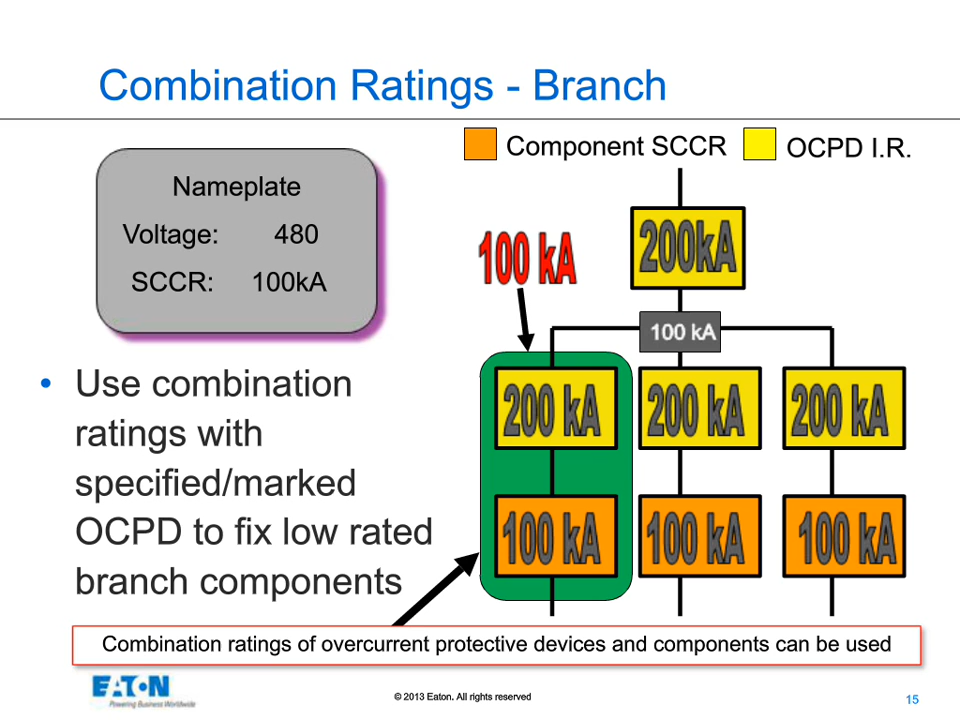 Combination Ratings - Branch
Component SCCR
OCPD I.R.
Nameplate
Voltage: 480
SCCR: 100kA
100 kA
200kA
100 kA
200 kA
200 kA
200 kA
100 kA
100 kA
100 kA
• Use combination
ratings with
specified/marked
OCPD to fix low rated
branch components
Combination ratings of overcurrent protective devices and components can be used
EATON
Powering Business Worldwide
© 2013 Eaton. All rights reserved
15